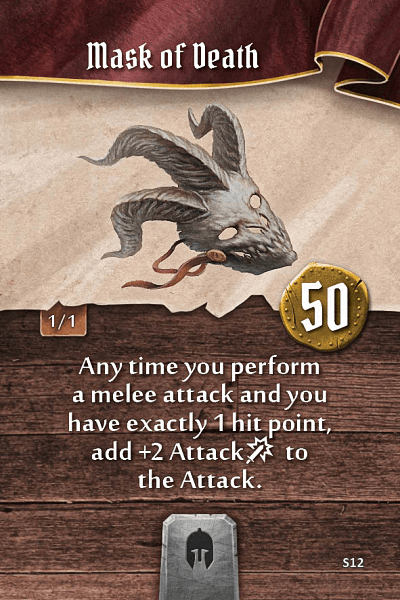 Mask of Death
1/1
50
Any time you perform
a melee attack and you
have exactly 1 hit point,
add +2 Attack to
the Attack.
S12